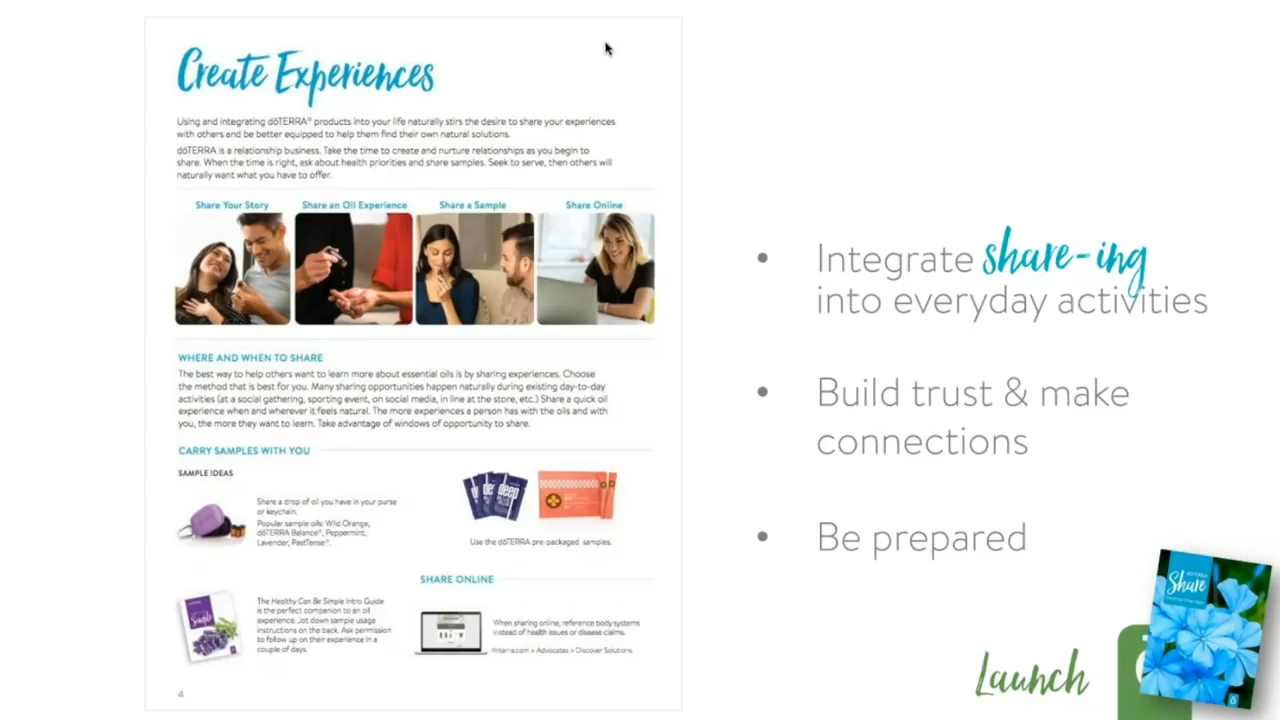 Create Experiences
Using and integrating dōTERRA® products into your life naturally stirs the desire to share your experiences
with others and be better equipped to help them find their own natural solutions.
dōTERRA is a relationship business. Take the time to create and nurture relationships as you begin to
share. When the time is right, ask about health priorities and share samples. Seek to serve, then others will
naturally want what you have to offer.
Share Your Story
Share an Oil Experience
Share a Sample
Share Online
WHERE AND WHEN TO SHARE
The best way to help others want to learn more about essential oils is by sharing experiences. Choose
the method that is best for you. Many sharing opportunities happen naturally during existing day-to-day
activities (at a social gathering, sporting event, on social media, in line at the store, etc.) Share a quick oil
experience when and wherever it feels natural. The more experiences a person has with the oils and with
you, the more they want to learn. Take advantage of windows of opportunity to share.
CARRY SAMPLES WITH YOU
SAMPLE IDEAS
Share a drop of oil you have in your purse
or keychain.
Popular sample oils: Wild Orange,
dōTERRA Balance®, Peppermint,
Lavender, PastTense®.
deep
Use the dōTERRA pre-packaged samples.
Simple
The Healthy Can Be Simple Intro Guide
is the perfect companion to an oil
experience. Jot down sample usage
instructions on the back. Ask permission
to follow up on their experience in a
couple of days.
SHARE ONLINE
When sharing online, reference body systems
instead of health issues or disease claims.
> Advocates > Discover Solutions
4
• Integrate share-ing
into everyday activities
• Build trust & make
connections
• Be prepared
Launch
dōTERRA
Share